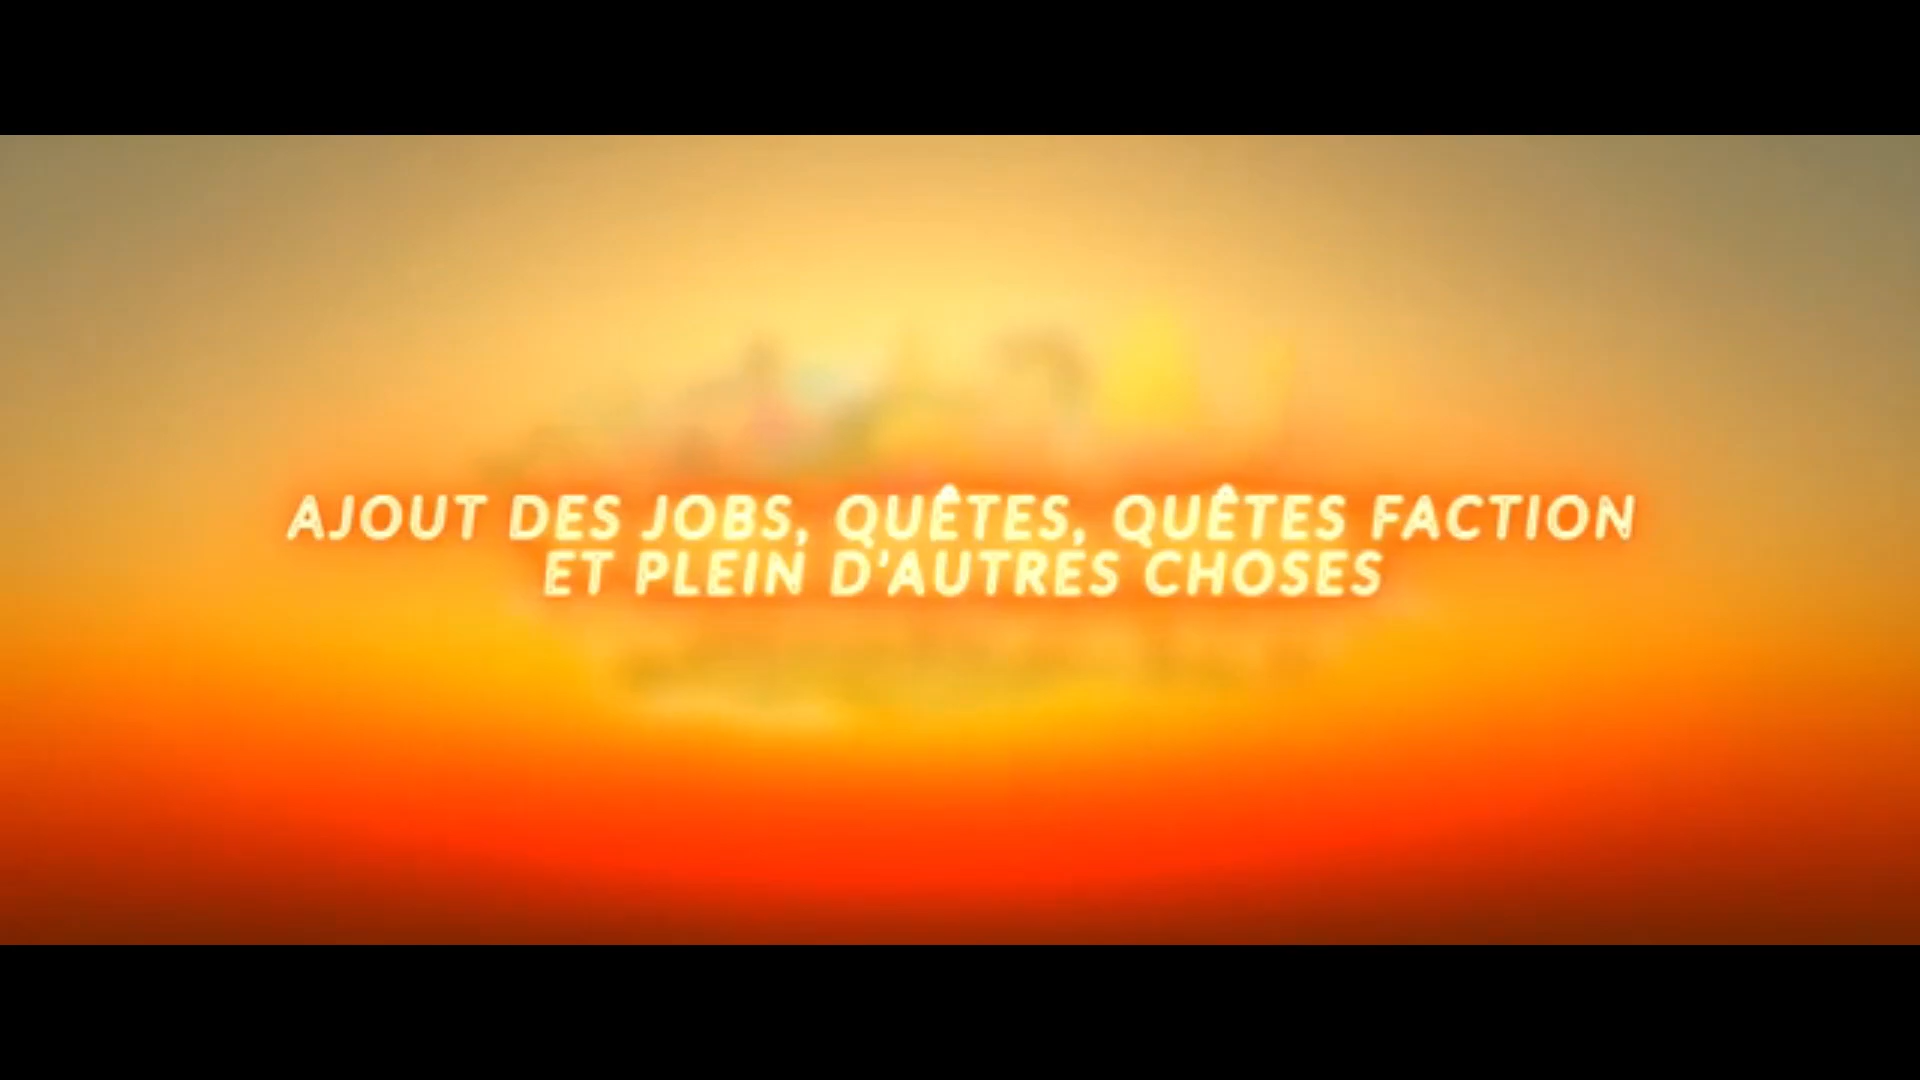 AJOUT DES JOBS, QUÊTES, QUÊTES FACTION
ET PLEIN D'AUTRES CHOSES